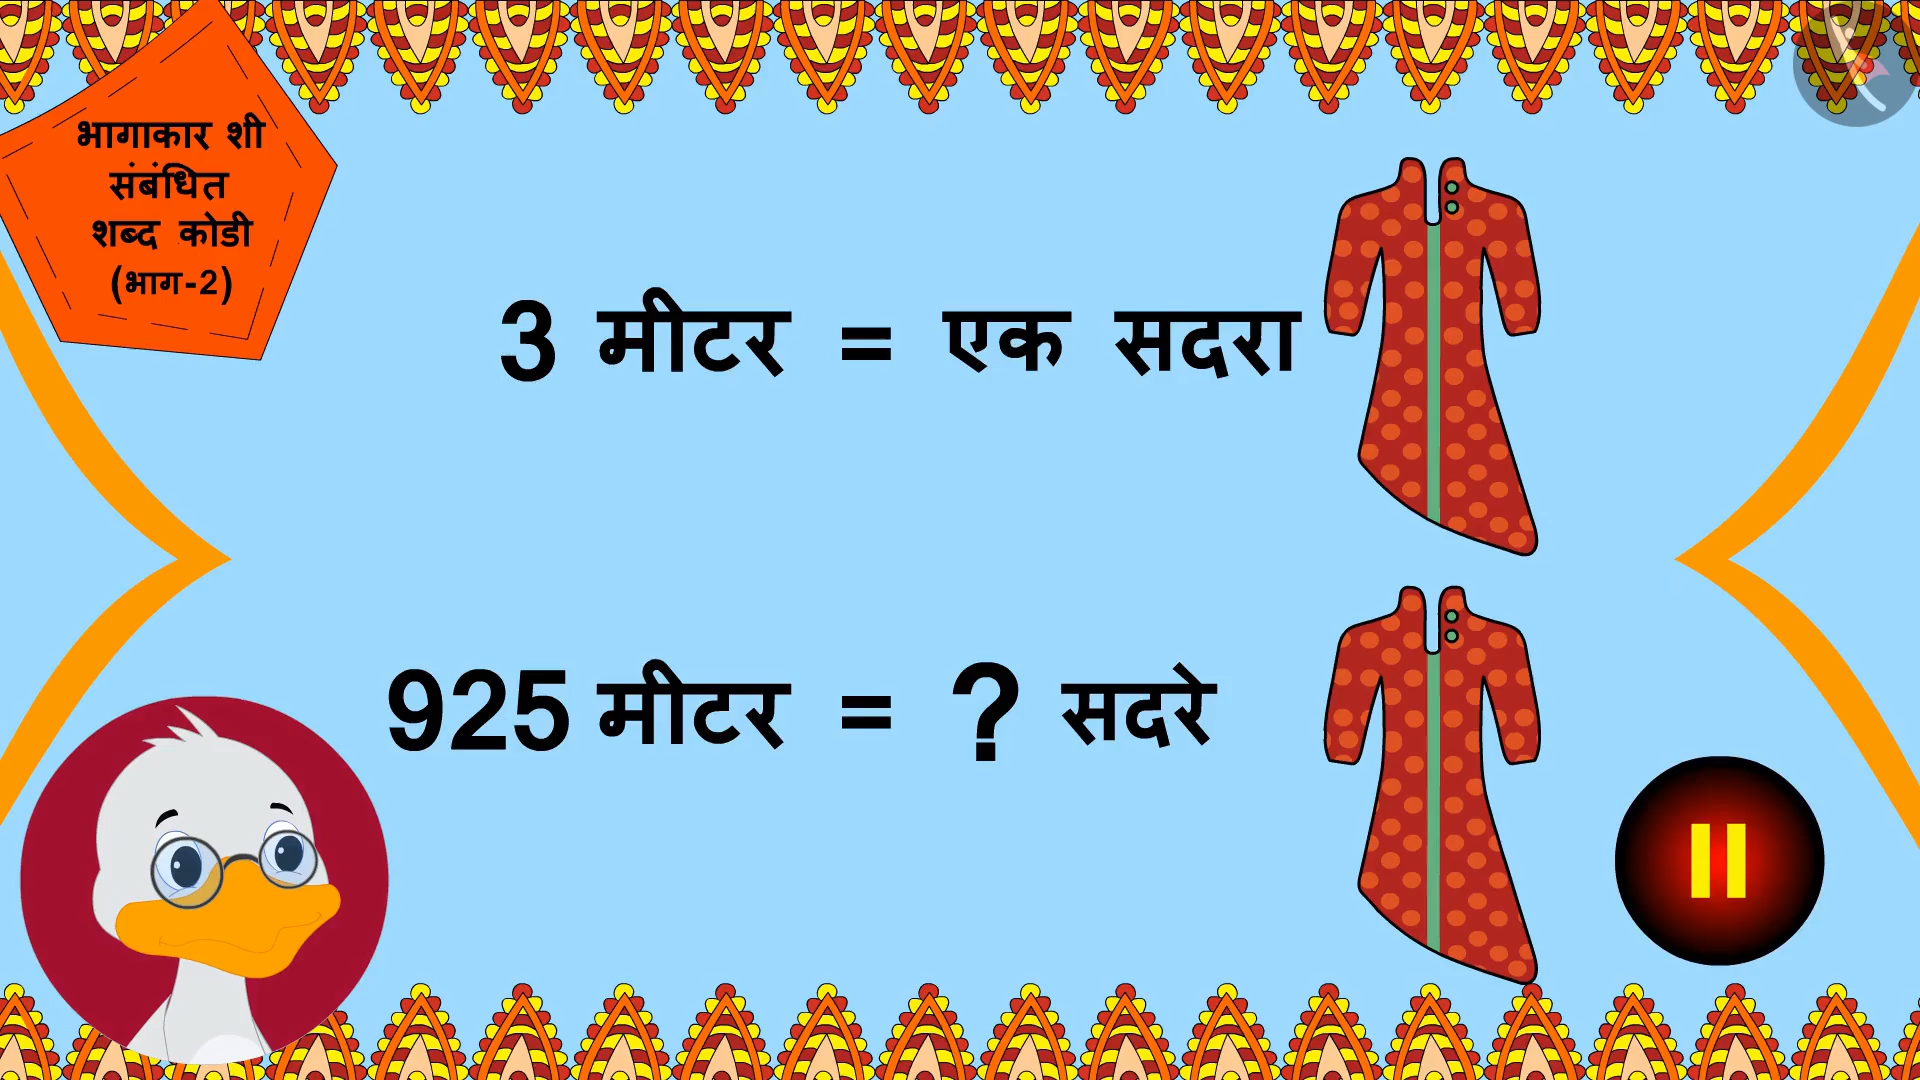 भागाकार शी
संबंधित
शब्द कोडी
(भाग-2)
3 मीटर = एक सदरा
925 मीटर = ? सदरे